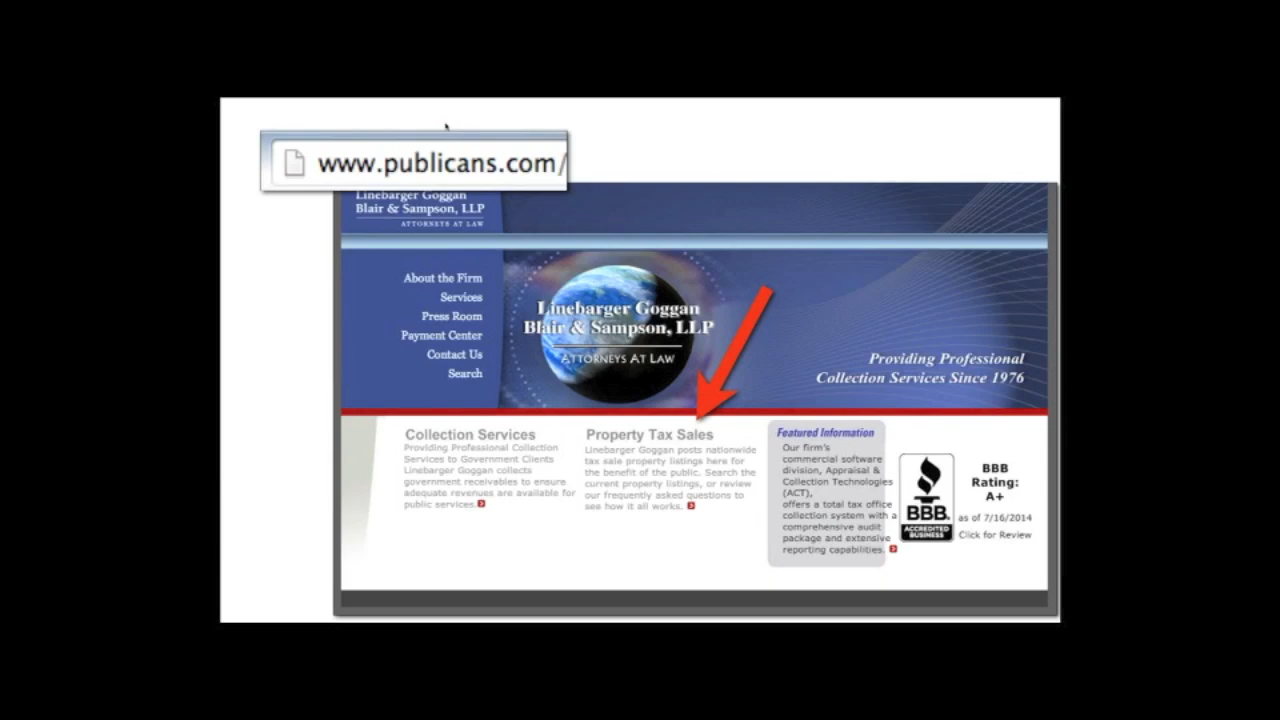 www.publicans.com/
Linebarger Goggan
Blair & Sampson, LLP
ATTORNEYS AT LAW
About the Firm
Services
Press Room
Payment Center
Contact Us
Search
Linebarger Goggan
Blair & Sampson, LLP
ATTORNEYS AT LAW
Providing Professional
Collection Services Since 1976
Collection Services
Providing Professional Collection
Services to Government Clients
Linebarger Goggan collects
government receivables to ensure
adequate revenues are available for
public services.
Property Tax Sales
Linebarger Goggan posts nationwide
tax sale property listings here for
the benefit of the public. Search the
current property listings, or review
our frequently asked questions to
see how it all works.
Featured Information
Our firm's
commercial software
division, Appraisal &
Collection Technologies
(ACT),
offers a total tax office
collection system with a
comprehensive audit
package and extensive
reporting capabilities.
BBB.
ACCREDITED
BUSINESS
BBB
Rating:
A+
as of 7/16/2014
Click for Review